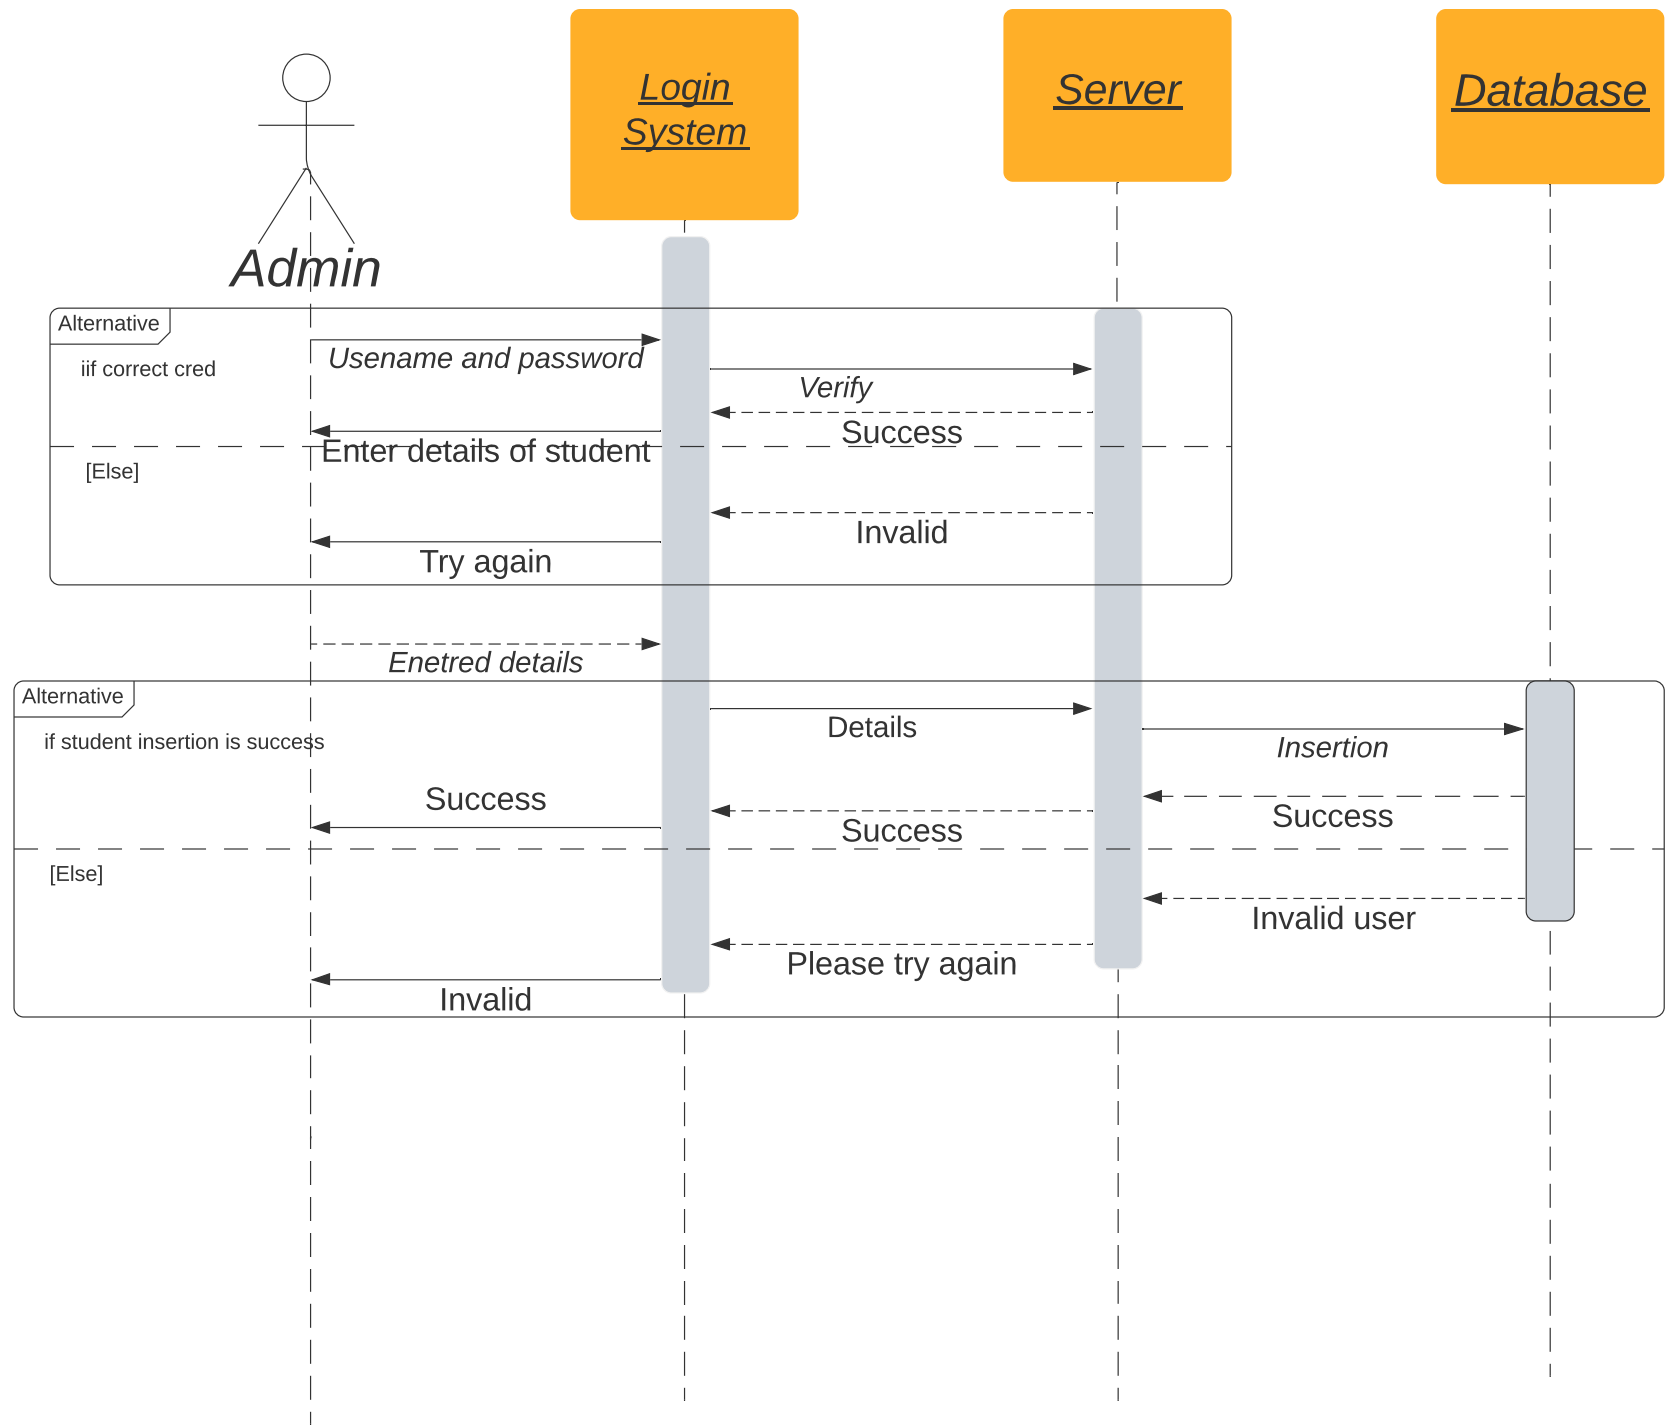 Login
System
Server
Database
Admin
Alternative
iif correct cred
Usename and password
Verify
Success
Enter details of student
[Else]
Invalid
Try again
Enetred details
Alternative
if student insertion is success
Details
Insertion
Success
Success
Success
[Else]
Invalid user
Please try again
Invalid